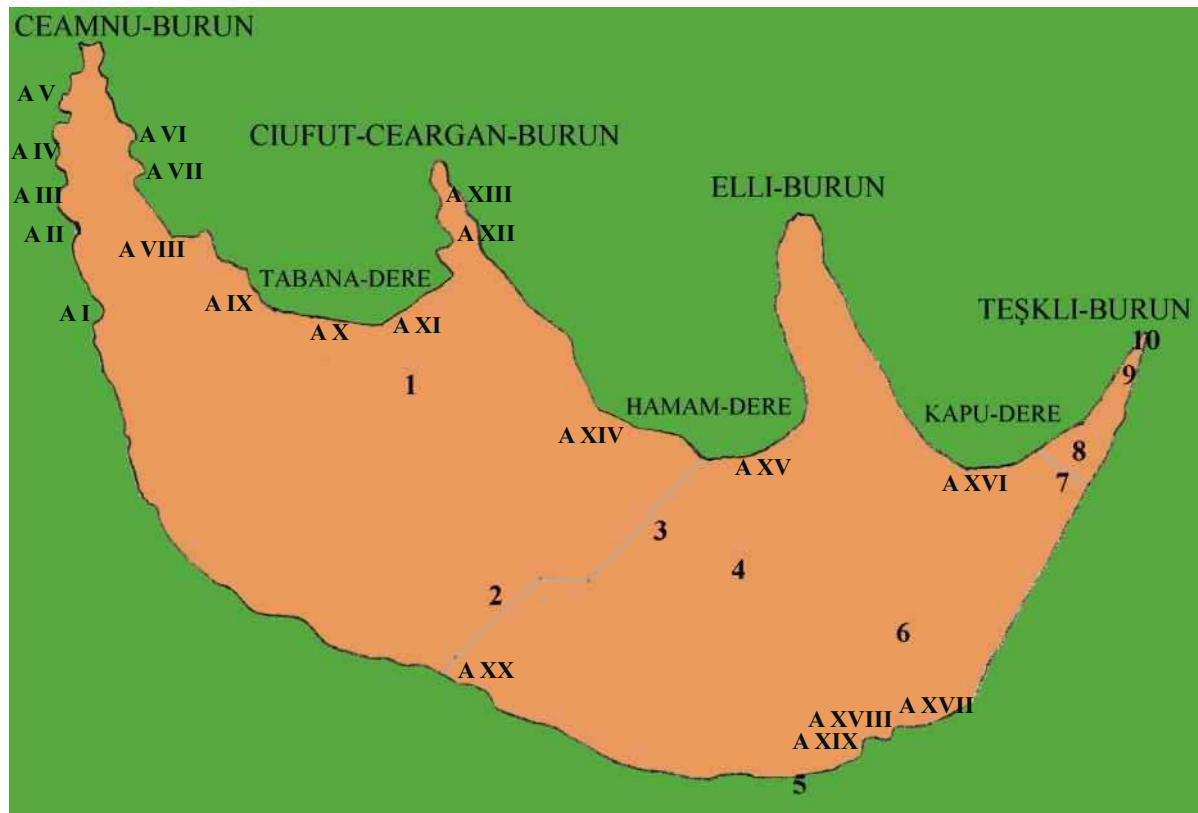 CEAMNU-BURUN
A V
A VI
CIUFUT-CEARGAN-BURUN
A IV
A VII
A III
A XIII
ELLI-BURUN
A II
A XII
A VIII
TABANA-DERE
A IX
A I
A X
A XI
TEŞKLI-BURUN
10
9
1
HAMAM-DERE
KAPU-DERE
A XIV
A XV
8
A XVI
7
3
4
2
6
A XX
A XVII
A XVIII
A XIX
5